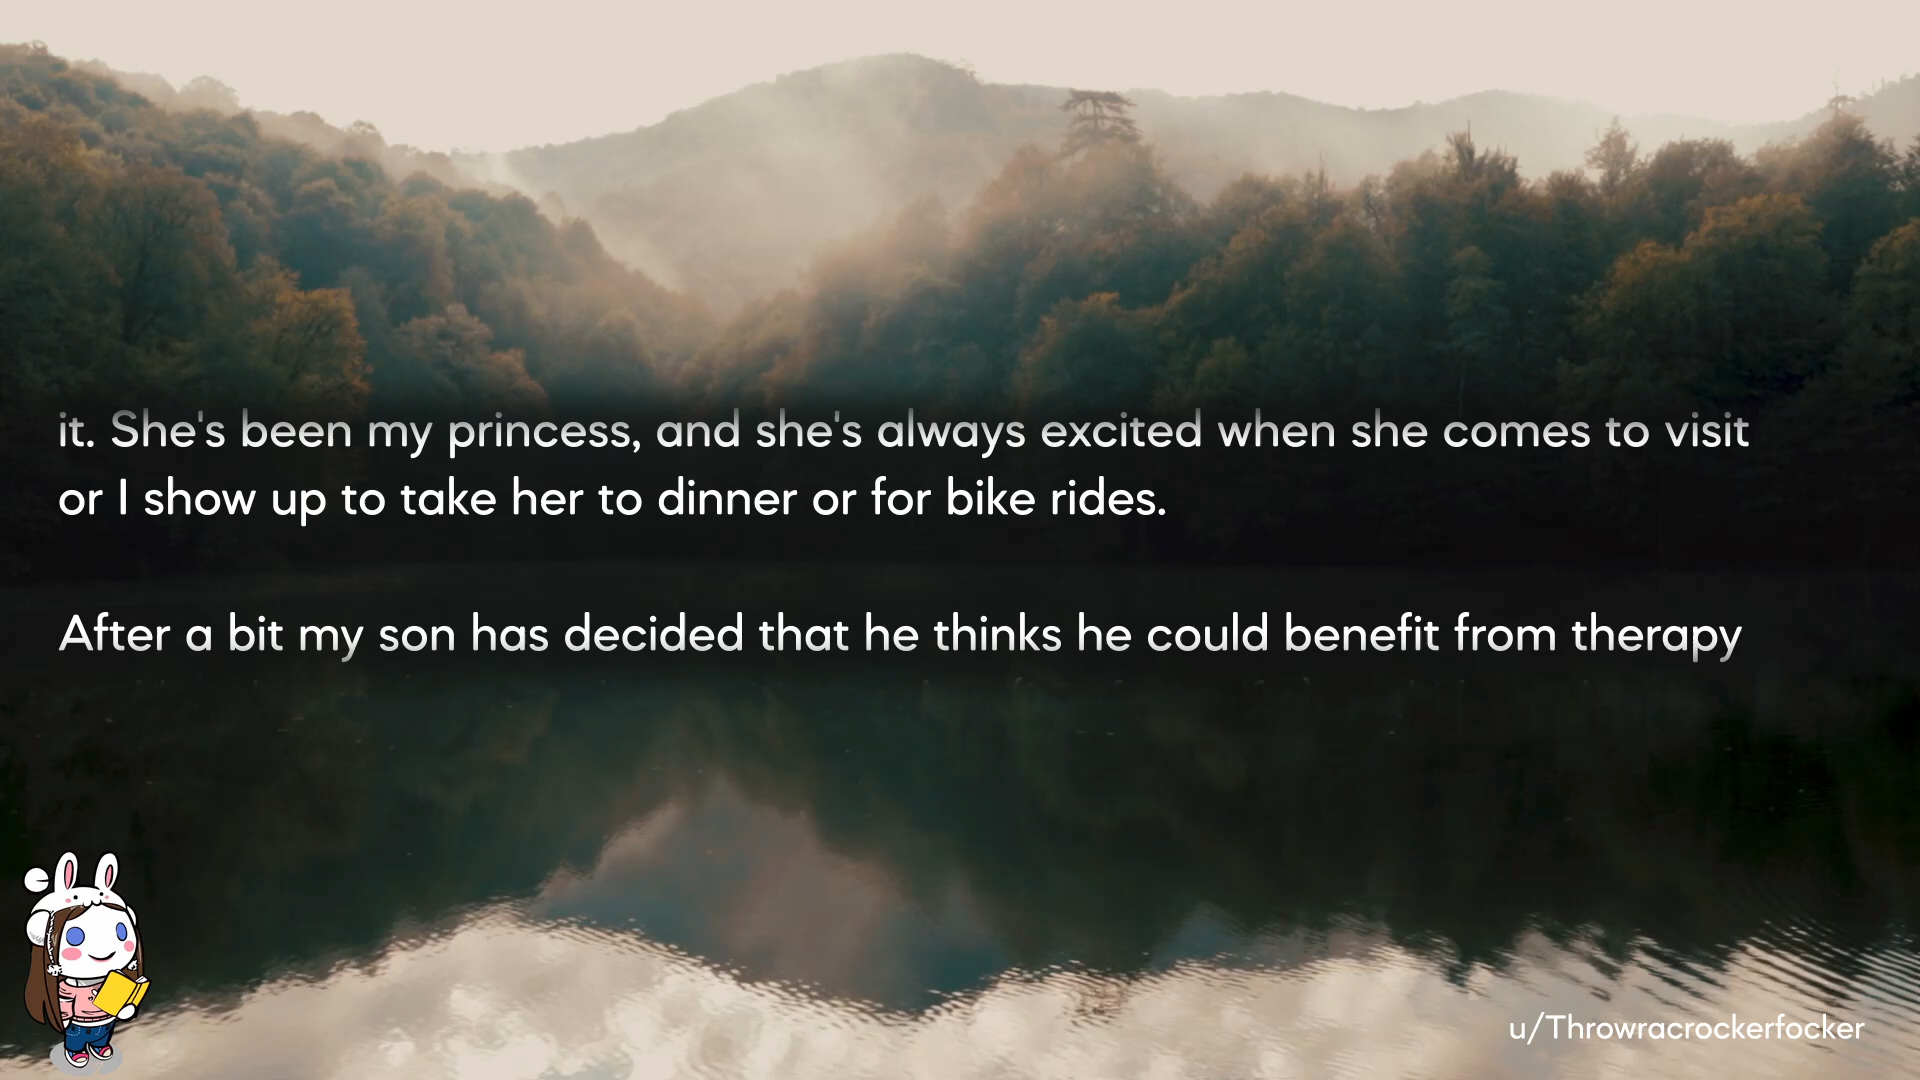 it. She's been my princess, and she's always excited when she comes to visit
or I show up to take her to dinner or for bike rides.
After a bit my son has decided that he thinks he could benefit from therapy
u/Throwracrockerfocker